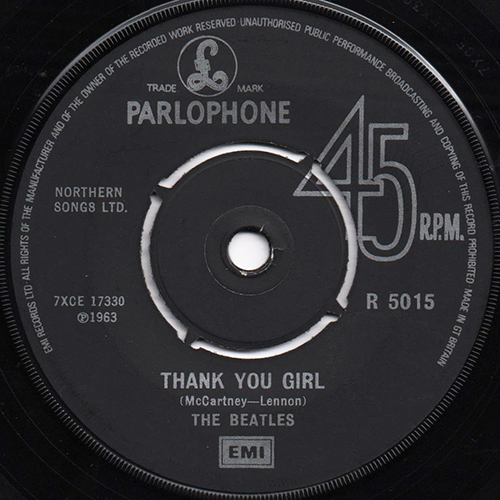 EMI RECORDS LTD·ALL RIGHTS OF THE MANUFACTURER AND OF THE OWNER OF THE RECORDED WORK RESERVED·UNAUTHORISED PUBLIC PERFORMANCE BROADCASTING AND COPYING OF THIS RECORD PROHIBITED MADE IN GT BRITAIN
£
TRADE MARK
PARLOPHONE
45
R.P.M.
NORTHERN
SONGS LTD.
7XCE 17330
℗1963
R 5015
THANK YOU GIRL
(McCartney—Lennon)
THE BEATLES
EMI